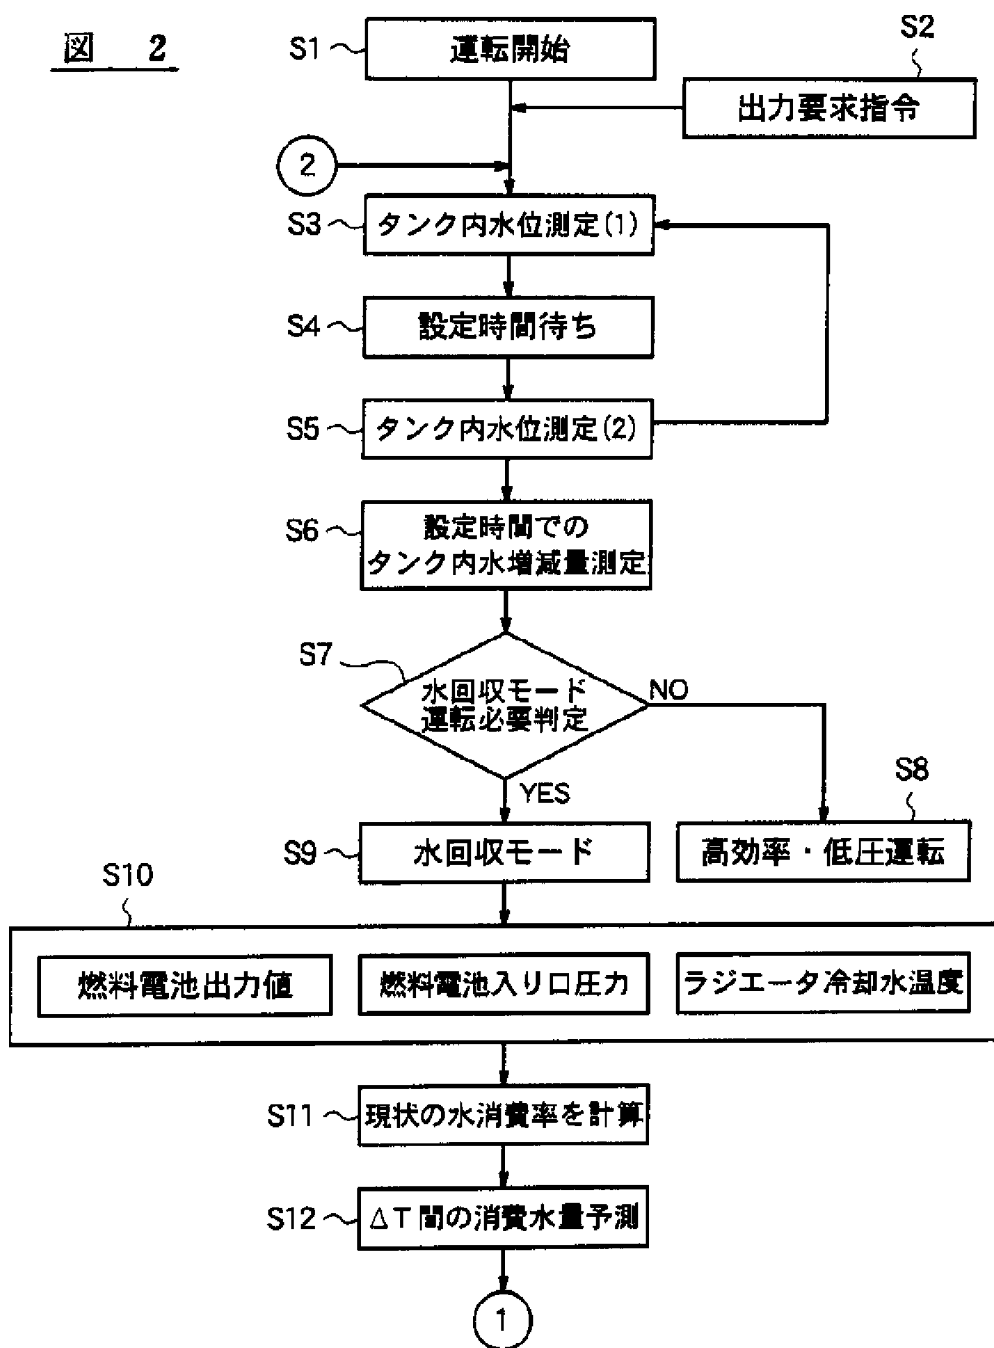 図 2
S1
運転開始
S2
出力要求指令
2
S3
タンク内水位測定(1)
S4
設定時間待ち
S5
タンク内水位測定(2)
S6
設定時間での
タンク内水増減量測定
S7
水回収モード
運転必要判定
NO
YES
S8
高効率・低圧運転
S9
水回収モード
S10
燃料電池出力値
燃料電池入り口圧力
ラジエータ冷却水温度
S11
現状の水消費率を計算
S12
ΔT間の消費水量予測
1